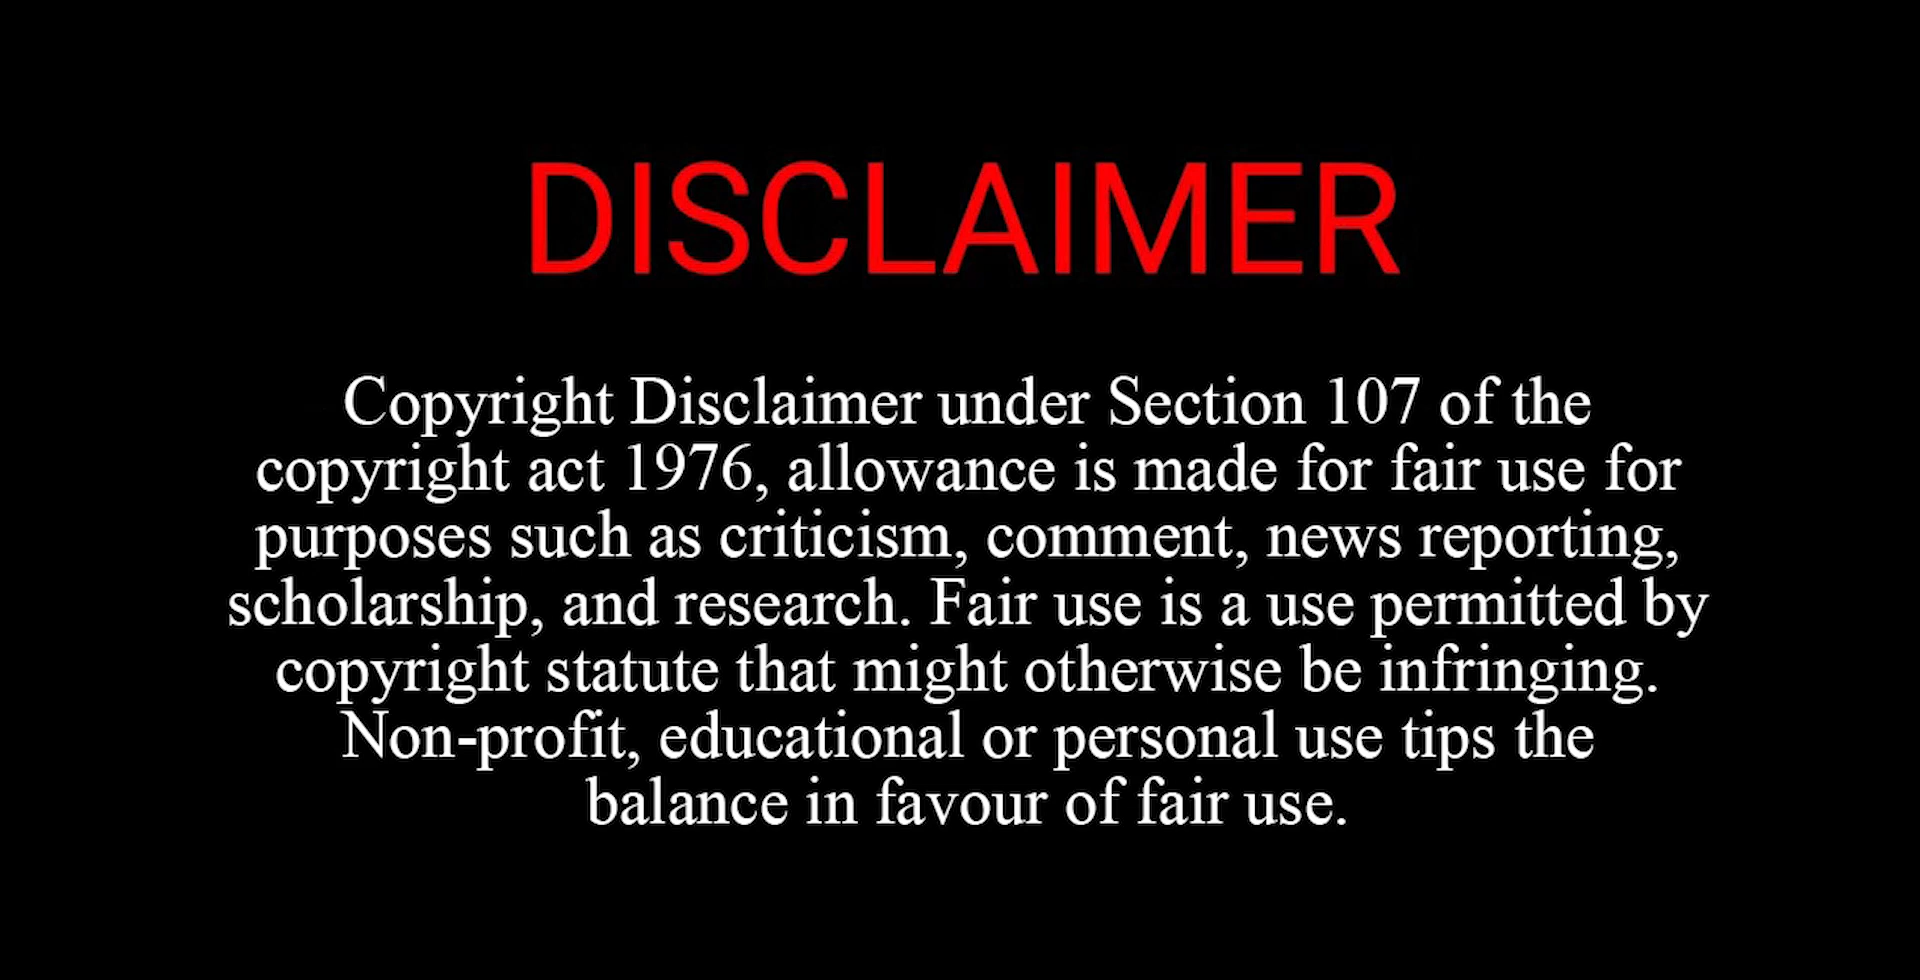 DISCLAIMER
Copyright Disclaimer under Section 107 of the
copyright act 1976, allowance is made for fair use for
purposes such as criticism, comment, news reporting,
scholarship, and research. Fair use is a use permitted by
copyright statute that might otherwise be infringing.
Non-profit, educational or personal use tips the
balance in favour of fair use.